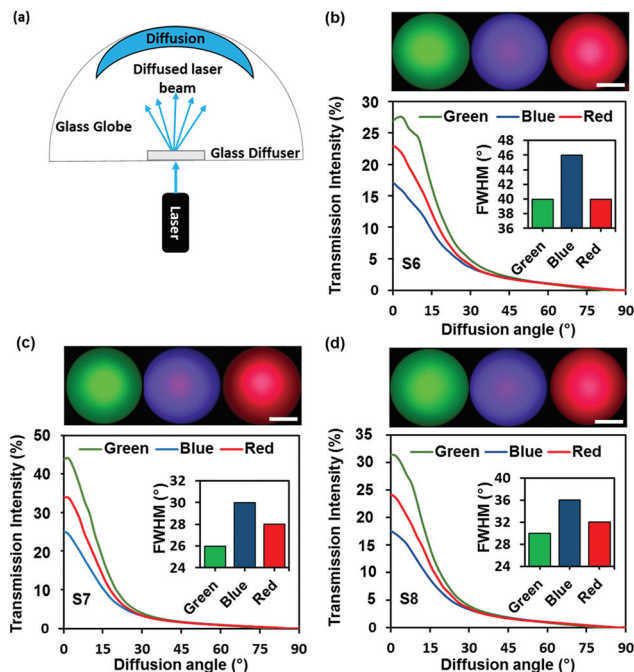 (a)
Diffusion
Diffused laser
beam
Glass Globe
Glass Diffuser
Laser
(b)
Transmission Intensity (%)
30
25
20
15
10
5
0
Green Blue Red
FWHM (°)
48
46
44
42
40
38
36
Green Blue Red
S6
0 15 30 45 60 75 90
Diffusion angle (°)
(c)
Transmission Intensity (%)
50
40
30
20
10
0
Green Blue Red
FWHM (°)
32
30
28
26
24
Green Blue Red
S7
0 15 30 45 60 75 90
Diffusion angle (°)
(d)
Transmission Intensity (%)
35
30
25
20
15
10
5
0
Green Blue Red
FWHM (°)
40
36
32
28
24
Green Blue Red
S8
0 15 30 45 60 75 90
Diffusion angle (°)